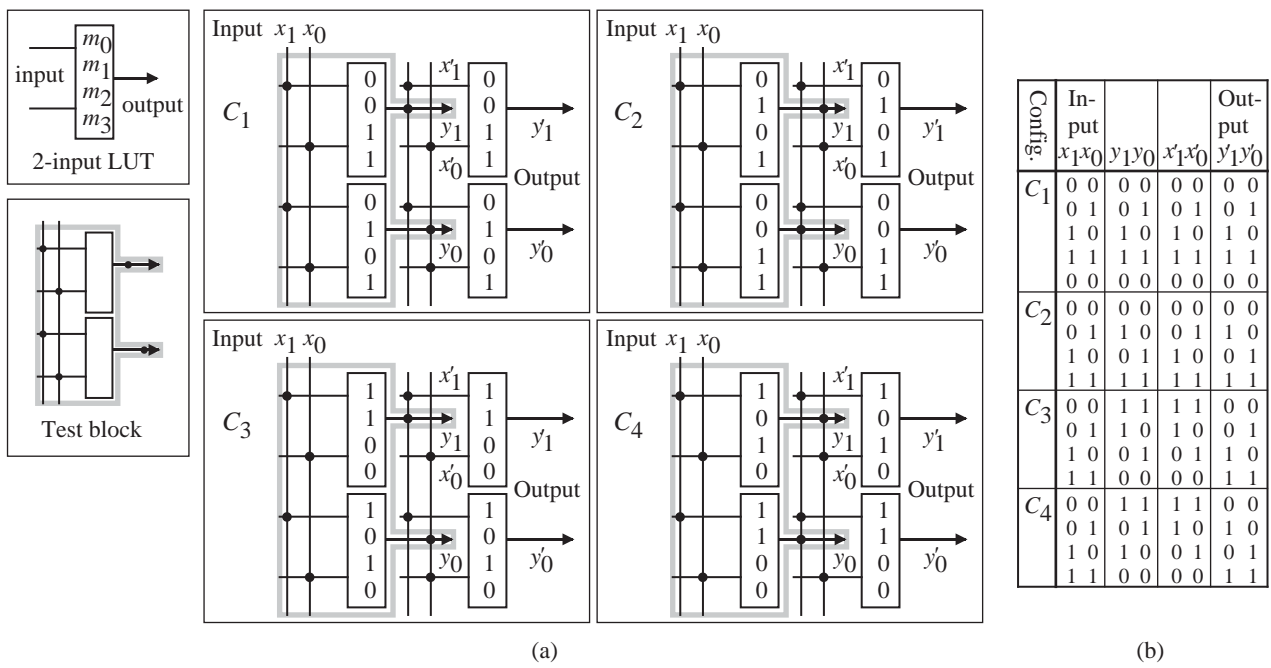 m0
m1
m2
m3
input
output
2-input LUT
Test block
Input x1 x0
C1
0
0
1
1
0
1
0
1
x'1
y1
x'0
y0
0
0
1
1
0
1
0
1
y'1
Output
y'0
Input x1 x0
C2
0
1
0
1
0
0
1
1
x'1
y1
x'0
y0
0
1
0
1
0
0
1
1
y'1
Output
y'0
Input x1 x0
C3
1
1
0
0
1
0
1
0
x'1
y1
x'0
y0
1
1
0
0
1
0
1
0
y'1
Output
y'0
Input x1 x0
C4
1
0
1
0
1
1
0
0
x'1
y1
x'0
y0
1
0
1
0
1
1
0
0
y'1
Output
y'0
(a)
Config. In- Out-
put put
x1x0 y1y0 x'1x'0 y'1y'0
C1 0 0 0 0 0 0 0 0
0 1 0 1 0 1 0 1
1 0 1 0 1 0 1 0
1 1 1 1 1 1 1 1
0 0 0 0 0 0 0 0
C2 0 0 0 0 0 0 0 0
0 1 1 0 0 1 1 0
1 0 0 1 1 0 0 1
1 1 1 1 1 1 1 1
C3 0 0 1 1 1 1 0 0
0 1 1 0 1 0 0 1
1 0 0 1 0 1 1 0
1 1 0 0 0 0 1 1
C4 0 0 1 1 1 1 0 0
0 1 0 1 1 0 1 0
1 0 1 0 0 1 0 1
1 1 0 0 0 0 1 1
(b)